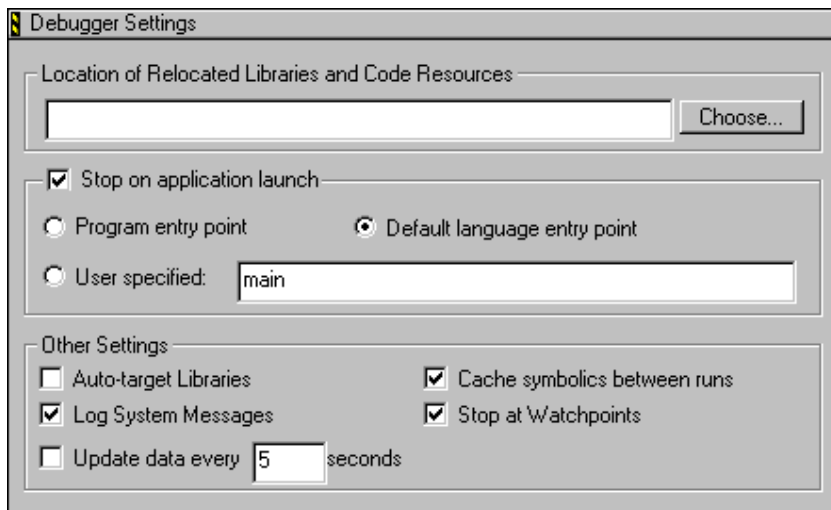 Debugger Settings
Location of Relocated Libraries and Code Resources
Choose...
Stop on application launch
Program entry point Default language entry point
User specified: main
Other Settings
Auto-target Libraries Cache symbolics between runs
Log System Messages Stop at Watchpoints
Update data every 5 seconds